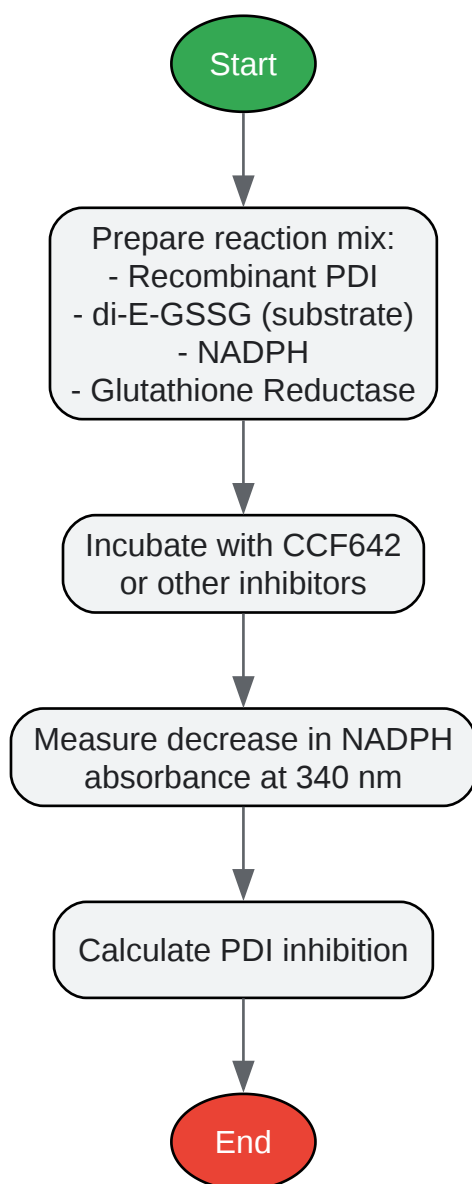 Start
Prepare reaction mix:
- Recombinant PDI
- di-E-GSSG (substrate)
- NADPH
- Glutathione Reductase
Incubate with CCF642
or other inhibitors
Measure decrease in NADPH
absorbance at 340 nm
Calculate PDI inhibition
End